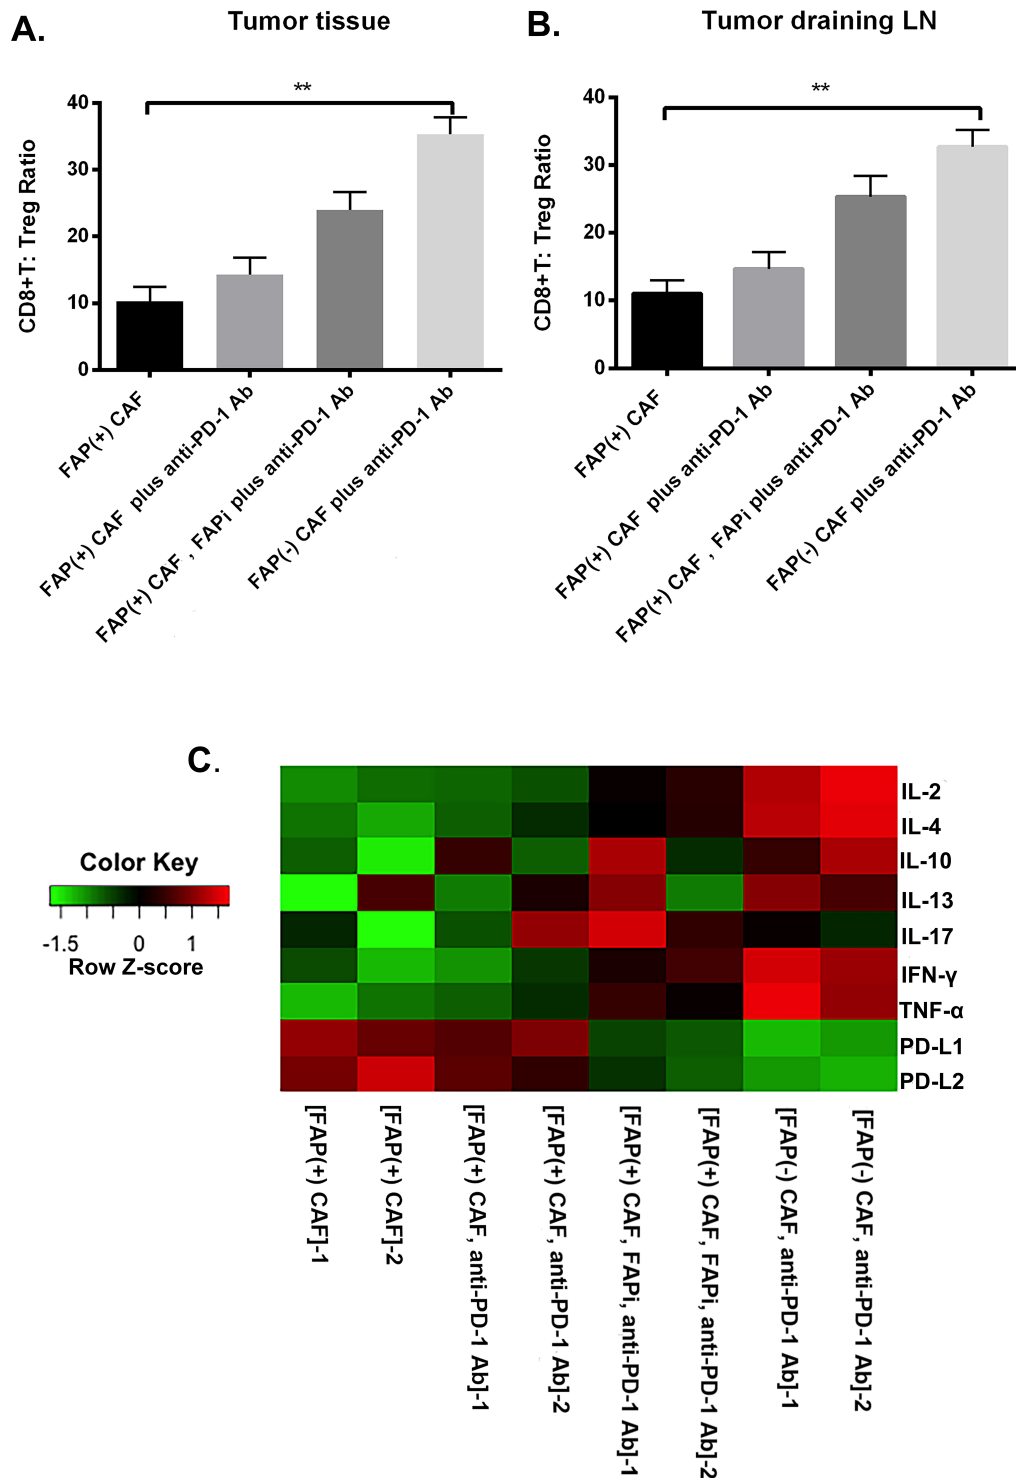 A.
Tumor tissue
**
CD8+T: Treg Ratio
40
30
20
10
0
FAP(+) CAF
FAP(+) CAF plus anti-PD-1 Ab
FAP(+) CAF , FAPi plus anti-PD-1 Ab
FAP(-) CAF plus anti-PD-1 Ab
B.
Tumor draining LN
**
CD8+T: Treg Ratio
40
30
20
10
0
FAP(+) CAF
FAP(+) CAF plus anti-PD-1 Ab
FAP(+) CAF , FAPi plus anti-PD-1 Ab
FAP(-) CAF plus anti-PD-1 Ab
C.
Color Key
-1.5 0 1
Row Z-score
IL-2
IL-4
IL-10
IL-13
IL-17
IFN-γ
TNF-α
PD-L1
PD-L2
[FAP(+) CAF]-1
[FAP(+) CAF]-2
[FAP(+) CAF, anti-PD-1 Ab]-1
[FAP(+) CAF, anti-PD-1 Ab]-2
[FAP(+) CAF, FAPi, anti-PD-1 Ab]-1
[FAP(+) CAF, FAPi, anti-PD-1 Ab]-2
[FAP(-) CAF, anti-PD-1 Ab]-1
[FAP(-) CAF, anti-PD-1 Ab]-2